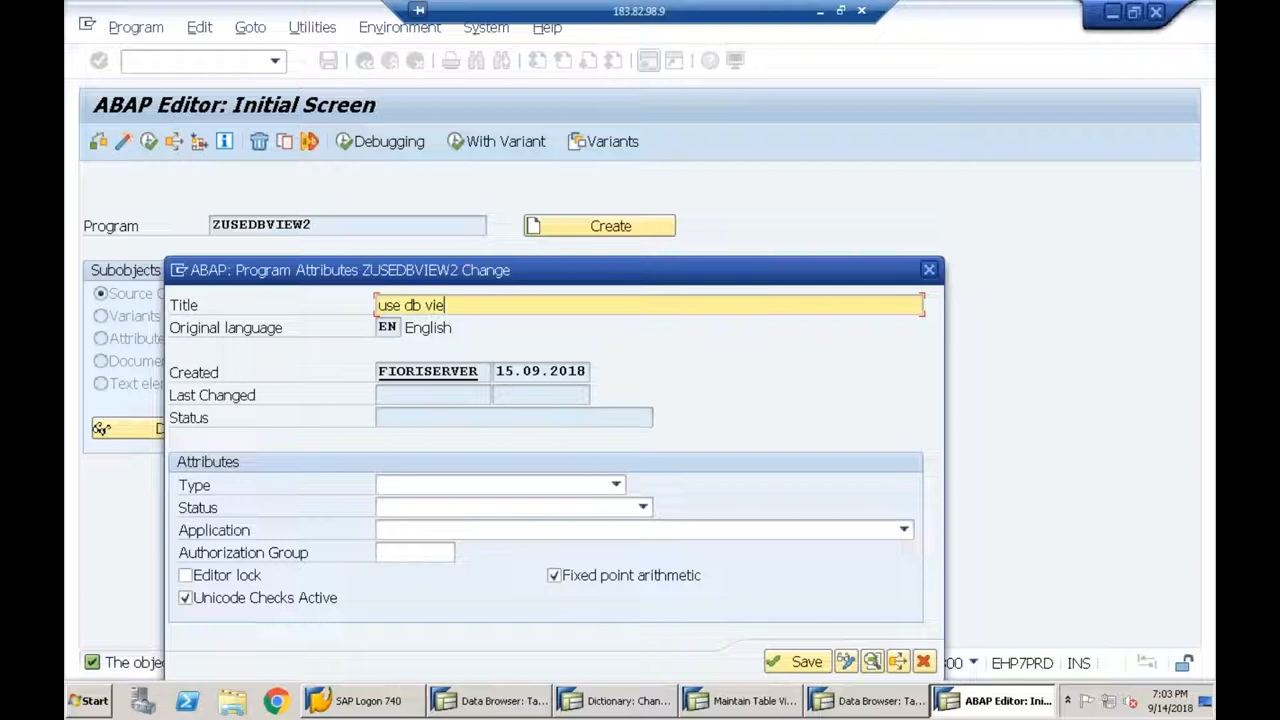 183.82.98.9
Program Edit Goto Utilities Environment System Help
ABAP Editor: Initial Screen
Debugging With Variant Variants
Program ZUSEDBVIEW2 Create
Subobjects
ABAP: Program Attributes ZUSEDBVIEW2 Change
Source C
Title use db vie
Variants
Original language EN English
Attribute
Docume
Text ele
Created FIORISERVER 15.09.2018
Last Changed
Status
D
Attributes
Type
Status
Application
Authorization Group
Editor lock Fixed point arithmetic
Unicode Checks Active
The obje
Save
00 EHP7PRD INS
Start SAP Logon 740 Data Browser: Ta... Dictionary: Chan... Maintain Table Vi... Data Browser: Ta... ABAP Editor: Ini...
7:03 PM
9/14/2018